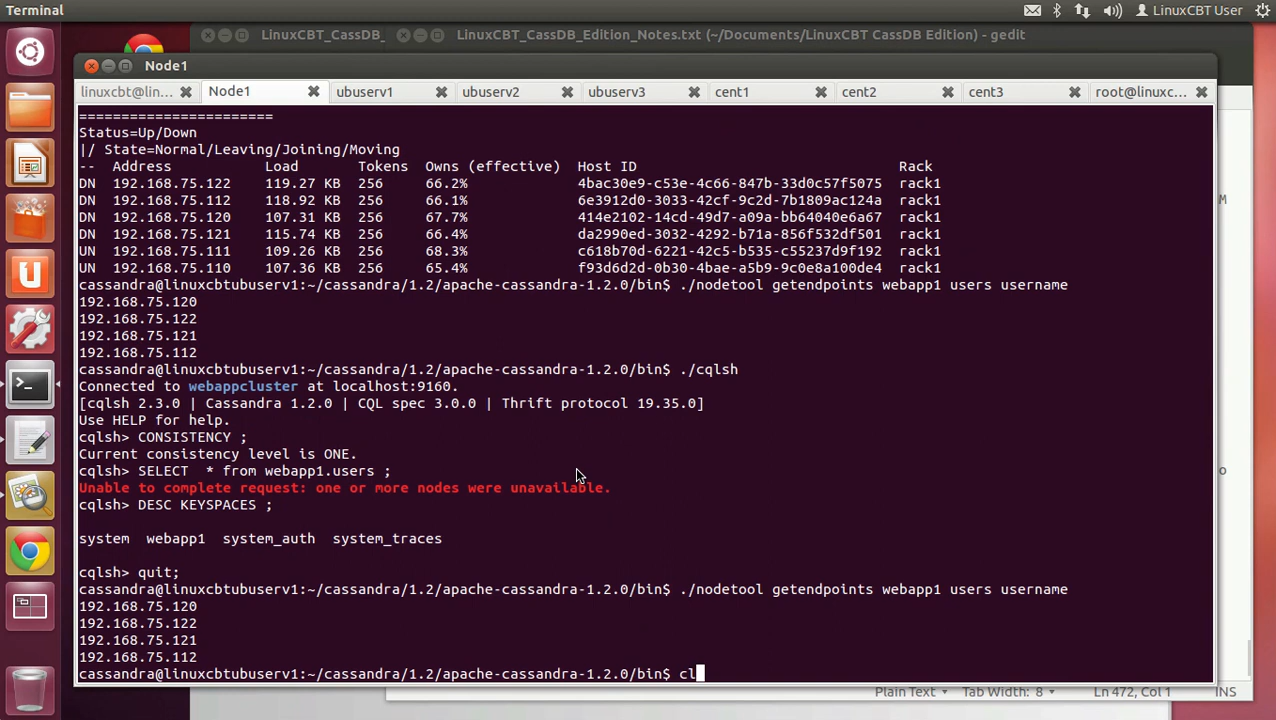 Terminal
LinuxCBT User
LinuxCBT_CassDB_
LinuxCBT_CassDB_Edition_Notes.txt (~/Documents/LinuxCBT CassDB Edition) - gedit
Node1
linuxcbt@lin...
Node1
ubuserv1
ubuserv2
ubuserv3
cent1
cent2
cent3
root@linuxc...
=======================
Status=Up/Down
|/ State=Normal/Leaving/Joining/Moving
-- Address Load Tokens Owns (effective) Host ID Rack
DN 192.168.75.122 119.27 KB 256 66.2% 4bac30e9-c53e-4c66-847b-33d0c57f5075 rack1
DN 192.168.75.112 118.92 KB 256 66.1% 6e3912d0-3033-42cf-9c2d-7b1809ac124a rack1
DN 192.168.75.120 107.31 KB 256 67.7% 414e2102-14cd-49d7-a09a-bb64040e6a67 rack1
DN 192.168.75.121 115.74 KB 256 66.4% da2990ed-3032-4292-b71a-856f532df501 rack1
UN 192.168.75.111 109.26 KB 256 68.3% c618b70d-6221-42c5-b535-c55237d9f192 rack1
UN 192.168.75.110 107.36 KB 256 65.4% f93d6d2d-0b30-4bae-a5b9-9c0e8a100de4 rack1
cassandra@linuxcbtubuserv1:~/cassandra/1.2/apache-cassandra-1.2.0/bin$ ./nodetool getendpoints webapp1 users username
192.168.75.120
192.168.75.122
192.168.75.121
192.168.75.112
cassandra@linuxcbtubuserv1:~/cassandra/1.2/apache-cassandra-1.2.0/bin$ ./cqlsh
Connected to webappcluster at localhost:9160.
[cqlsh 2.3.0 | Cassandra 1.2.0 | CQL spec 3.0.0 | Thrift protocol 19.35.0]
Use HELP for help.
cqlsh> CONSISTENCY ;
Current consistency level is ONE.
cqlsh> SELECT * from webapp1.users ;
Unable to complete request: one or more nodes were unavailable.
cqlsh> DESC KEYSPACES ;
system webapp1 system_auth system_traces
cqlsh> quit;
cassandra@linuxcbtubuserv1:~/cassandra/1.2/apache-cassandra-1.2.0/bin$ ./nodetool getendpoints webapp1 users username
192.168.75.120
192.168.75.122
192.168.75.121
192.168.75.112
cassandra@linuxcbtubuserv1:~/cassandra/1.2/apache-cassandra-1.2.0/bin$ cl
M
o
Plain Text
Tab Width: 8
Ln 472, Col 1
INS